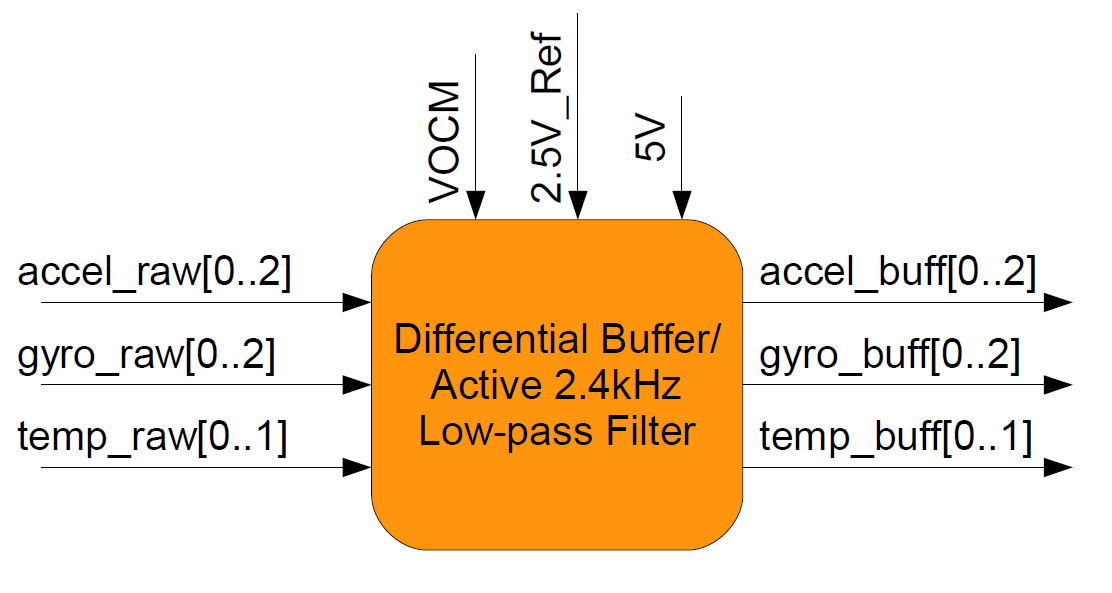 VOCM
2.5V_Ref
5V
accel_raw[0..2]
gyro_raw[0..2]
temp_raw[0..1]
Differential Buffer/
Active 2.4kHz
Low-pass Filter
accel_buff[0..2]
gyro_buff[0..2]
temp_buff[0..1]